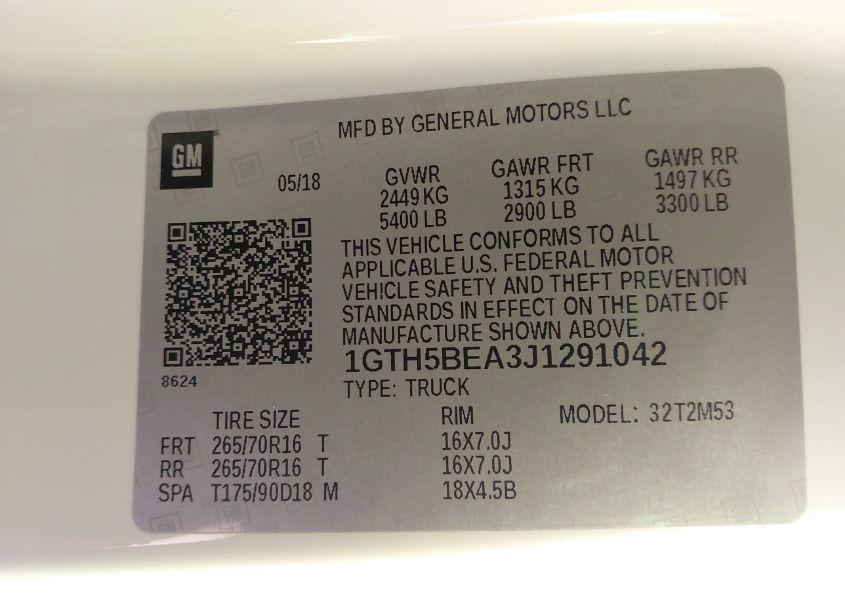 MFD BY GENERAL MOTORS LLC
GM
05/18
GVWR GAWR FRT GAWR RR
2449 KG 1315 KG 1497 KG
5400 LB 2900 LB 3300 LB
THIS VEHICLE CONFORMS TO ALL
APPLICABLE U.S. FEDERAL MOTOR
VEHICLE SAFETY AND THEFT PREVENTION
STANDARDS IN EFFECT ON THE DATE OF
MANUFACTURE SHOWN ABOVE.
1GTH5BEA3J1291042
8624
TYPE: TRUCK
TIRE SIZE RIM MODEL: 32T2M53
FRT 265/70R16 T 16X7.0J
RR 265/70R16 T 16X7.0J
SPA T175/90D18 M 18X4.5B